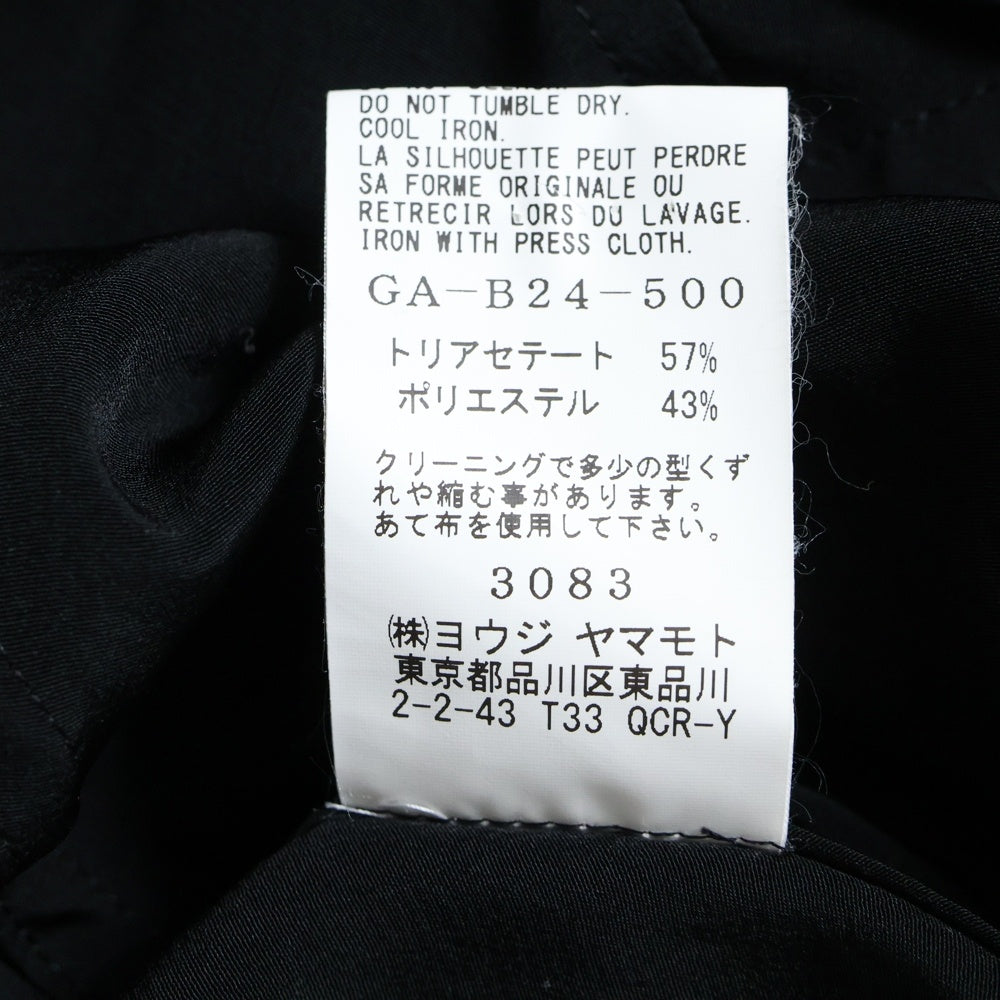 DO NOT TUMBLE DRY.
COOL IRON.
LA SILHOUETTE PEUT PERDRE
SA FORME ORIGINALE OU
RETRECIR LORS DU LAVAGE.
IRON WITH PRESS CLOTH.
GA-B24-500
トリアセテート 57%
ポリエステル 43%
クリーニングで多少の型くず
れや縮む事があります。
あて布を使用して下さい。
3083
㈱ヨウジ ヤマモト
東京都品川区東品川
2-2-43 T33 QCR-Y